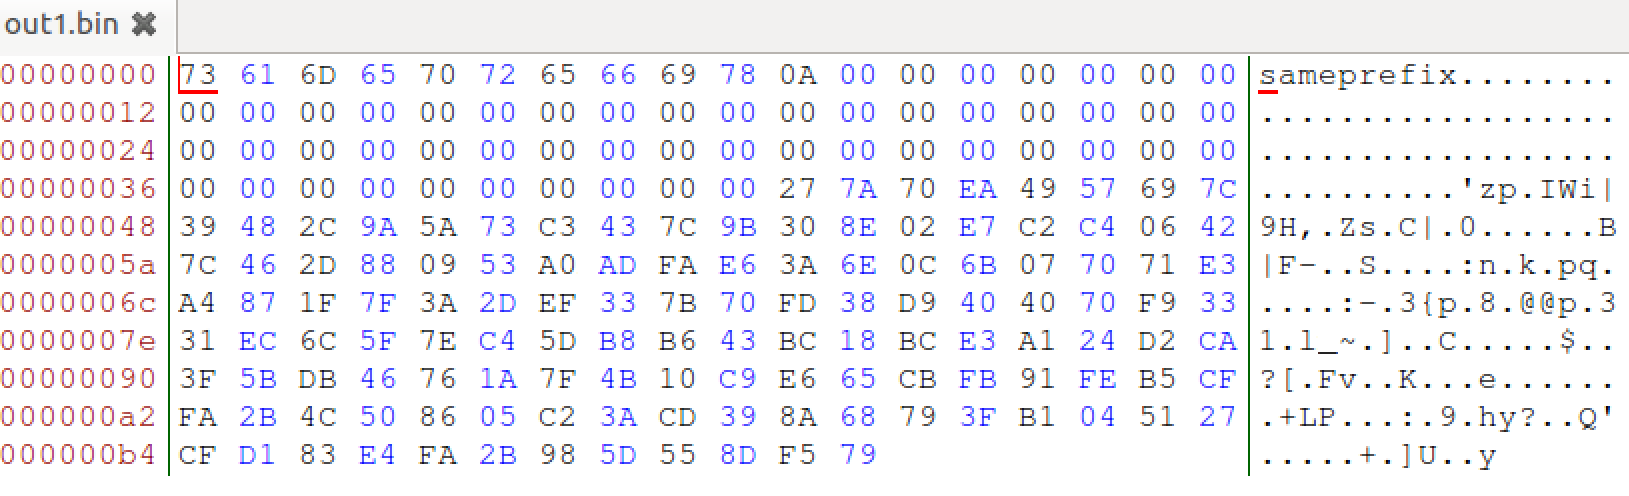 out1.bin ✖
00000000 73 61 6D 65 70 72 65 66 69 78 0A 00 00 00 00 00 00 00 sameprefix........
00000012 00 00 00 00 00 00 00 00 00 00 00 00 00 00 00 00 00 00 ..................
00000024 00 00 00 00 00 00 00 00 00 00 00 00 00 00 00 00 00 00 ..................
00000036 00 00 00 00 00 00 00 00 00 00 27 7A 70 EA 49 57 69 7C ..........'zp.IWi|
00000048 39 48 2C 9A 5A 73 C3 43 7C 9B 30 8E 02 E7 C2 C4 06 42 9H,.Zs.C|.0......B
0000005a 7C 46 2D 88 09 53 A0 AD FA E6 3A 6E 0C 6B 07 70 71 E3 |F-..S....:n.k.pq.
0000006c A4 87 1F 7F 3A 2D EF 33 7B 70 FD 38 D9 40 40 70 F9 33 ....:-.3{p.8.@@p.3
0000007e 31 EC 6C 5F 7E C4 5D B8 B6 43 BC 18 BC E3 A1 24 D2 CA 1.l_~.]..C.....$..
00000090 3F 5B DB 46 76 1A 7F 4B 10 C9 E6 65 CB FB 91 FE B5 CF ?[.Fv..K...e......
000000a2 FA 2B 4C 50 86 05 C2 3A CD 39 8A 68 79 3F B1 04 51 27 .+LP...:.9.hy?..Q'
000000b4 CF D1 83 E4 FA 2B 98 5D 55 8D F5 79 .....+.]U..y